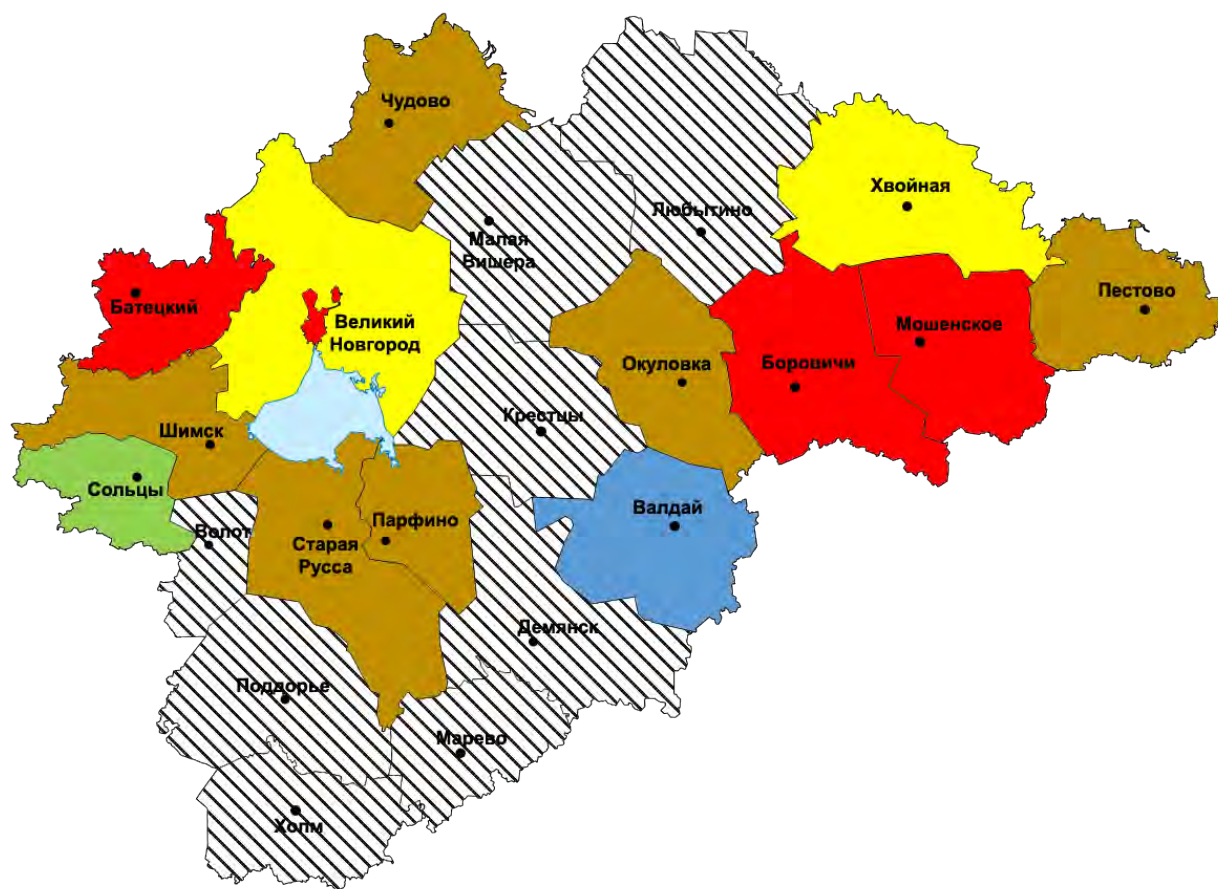 Чудово
Хвойная
Любытино
Малая
Вишера
Пестово
Батецкий
Великий
Новгород
Мошенское
Окуловка
Боровичи
Шимск
Крестцы
Сольцы
Валдай
Волот
Парфино
Старая
Русса
Демянск
Поддорье
Марево
Холм